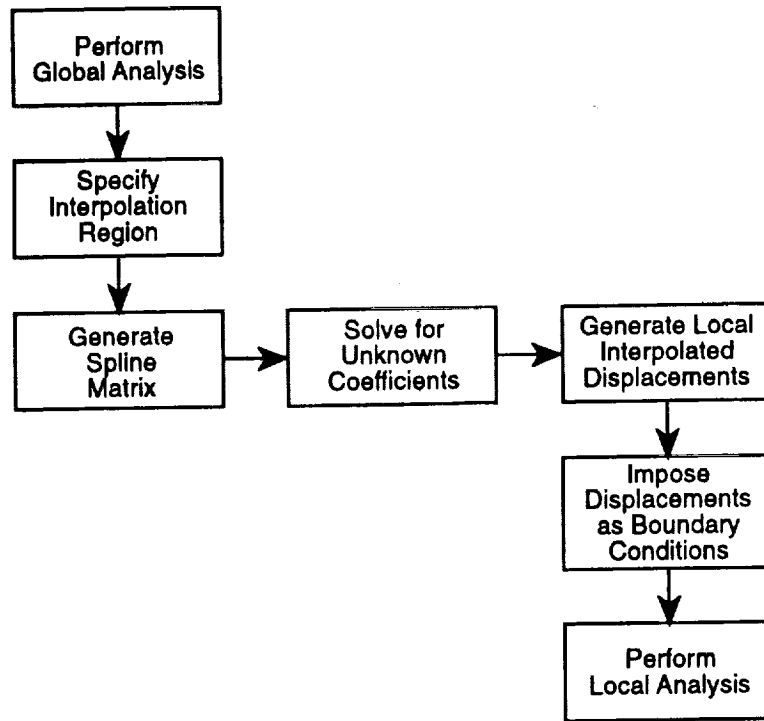 Perform
Global Analysis
Specify
Interpolation
Region
Generate
Spline
Matrix
Solve for
Unknown
Coefficients
Generate Local
Interpolated
Displacements
Impose
Displacements
as Boundary
Conditions
Perform
Local Analysis